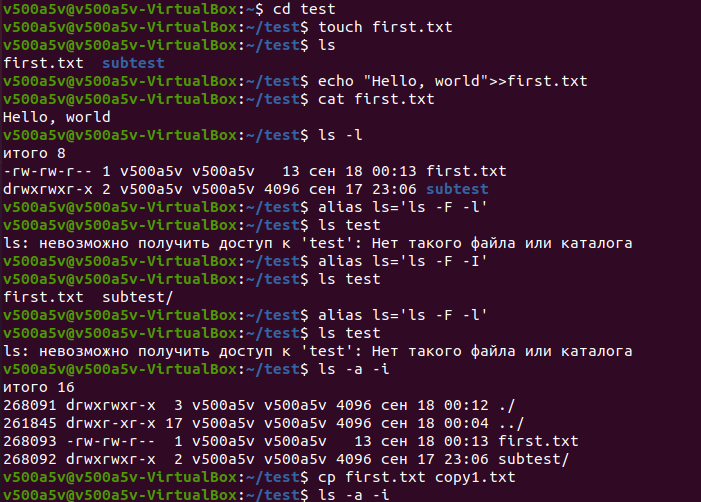 v500a5v@v500a5v-VirtualBox:~$ cd test
v500a5v@v500a5v-VirtualBox:~/test$ touch first.txt
v500a5v@v500a5v-VirtualBox:~/test$ ls
first.txt  subtest
v500a5v@v500a5v-VirtualBox:~/test$ echo "Hello, world">>first.txt
v500a5v@v500a5v-VirtualBox:~/test$ cat first.txt
Hello, world
v500a5v@v500a5v-VirtualBox:~/test$ ls -l
итого 8
-rw-rw-r-- 1 v500a5v v500a5v   13 сен 18 00:13 first.txt
drwxrwxr-x 2 v500a5v v500a5v 4096 сен 17 23:06 subtest
v500a5v@v500a5v-VirtualBox:~/test$ alias ls='ls -F -l'
v500a5v@v500a5v-VirtualBox:~/test$ ls test
ls: невозможно получить доступ к 'test': Нет такого файла или каталога
v500a5v@v500a5v-VirtualBox:~/test$ alias ls='ls -F -I'
v500a5v@v500a5v-VirtualBox:~/test$ ls test
first.txt  subtest/
v500a5v@v500a5v-VirtualBox:~/test$ alias ls='ls -F -l'
v500a5v@v500a5v-VirtualBox:~/test$ ls test
ls: невозможно получить доступ к 'test': Нет такого файла или каталога
v500a5v@v500a5v-VirtualBox:~/test$ ls -a -i
итого 16
268091 drwxrwxr-x  3 v500a5v v500a5v 4096 сен 18 00:12 ./
261845 drwxr-xr-x 17 v500a5v v500a5v 4096 сен 18 00:04 ../
268093 -rw-rw-r--  1 v500a5v v500a5v   13 сен 18 00:13 first.txt
268092 drwxrwxr-x  2 v500a5v v500a5v 4096 сен 17 23:06 subtest/
v500a5v@v500a5v-VirtualBox:~/test$ cp first.txt copy1.txt
v500a5v@v500a5v-VirtualBox:~/test$ ls -a -i